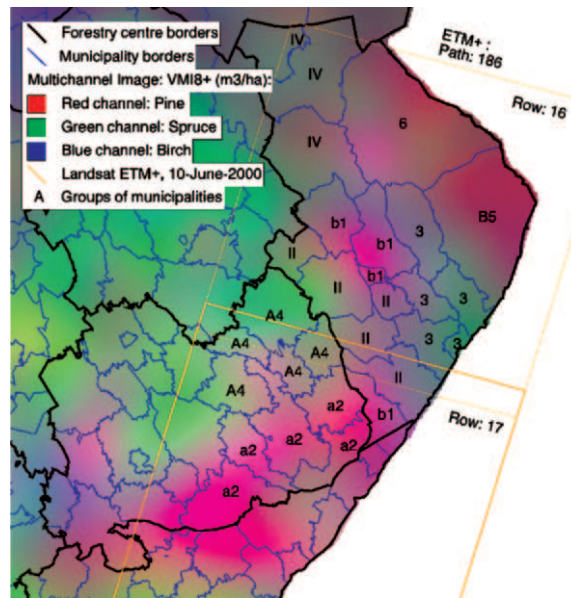 Forestry centre borders
Municipality borders
Multichannel Image: VMI8+ (m3/ha):
Red channel: Pine
Green channel: Spruce
Blue channel: Birch
Landsat ETM+, 10-June-2000
A Groups of municipalities
ETM+ :
Path: 186
Row: 16
IV
IV
6
IV
B5
b1
3
b1
II
b1
II
II
3
3
A4
II
3
3
A4
A4
A4
A4
II
a2
b1
Row: 17
a2
a2
a2
a2